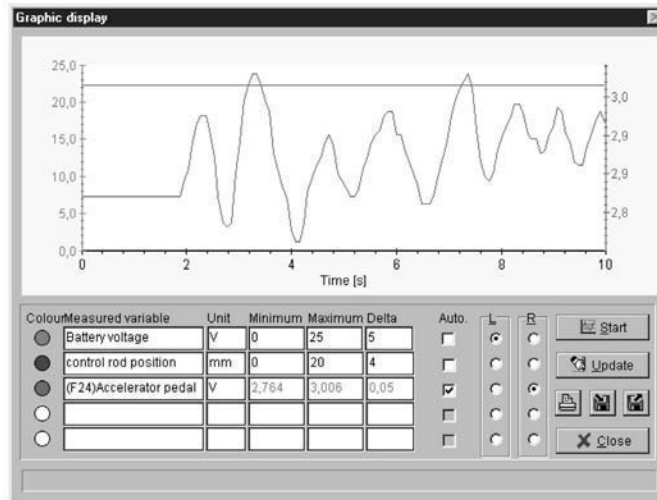 Graphic display
25,0
20,0
15,0
10,0
5,0
0,0
3,0
2,9
2,9
2,8
0 2 4 6 8 10
Time [s]
Colour Measured variable Unit Minimum Maximum Delta Auto. L R
Battery voltage V 0 25 5
control rod position mm 0 20 4
(F24)Accelerator pedal V 2,764 3,006 0,05
Start
Update
Close